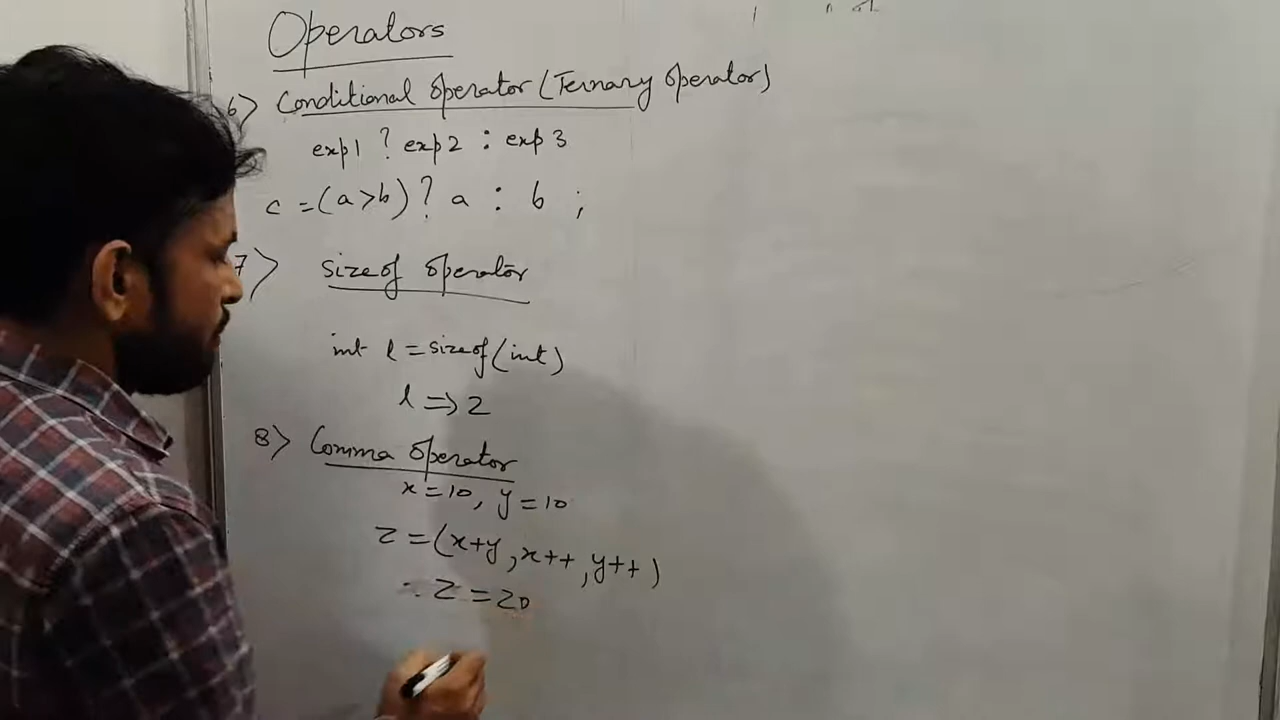 Operators
6) Conditional operator (Ternary operator)
exp1 ? exp2 : exp3
c = (a>b) ? a : b ;
7) sizeof operator
int l = sizeof(int)
l => 2
8) Comma operator
x=10, y=10
z=(x+y, x++, y++)
z = 20